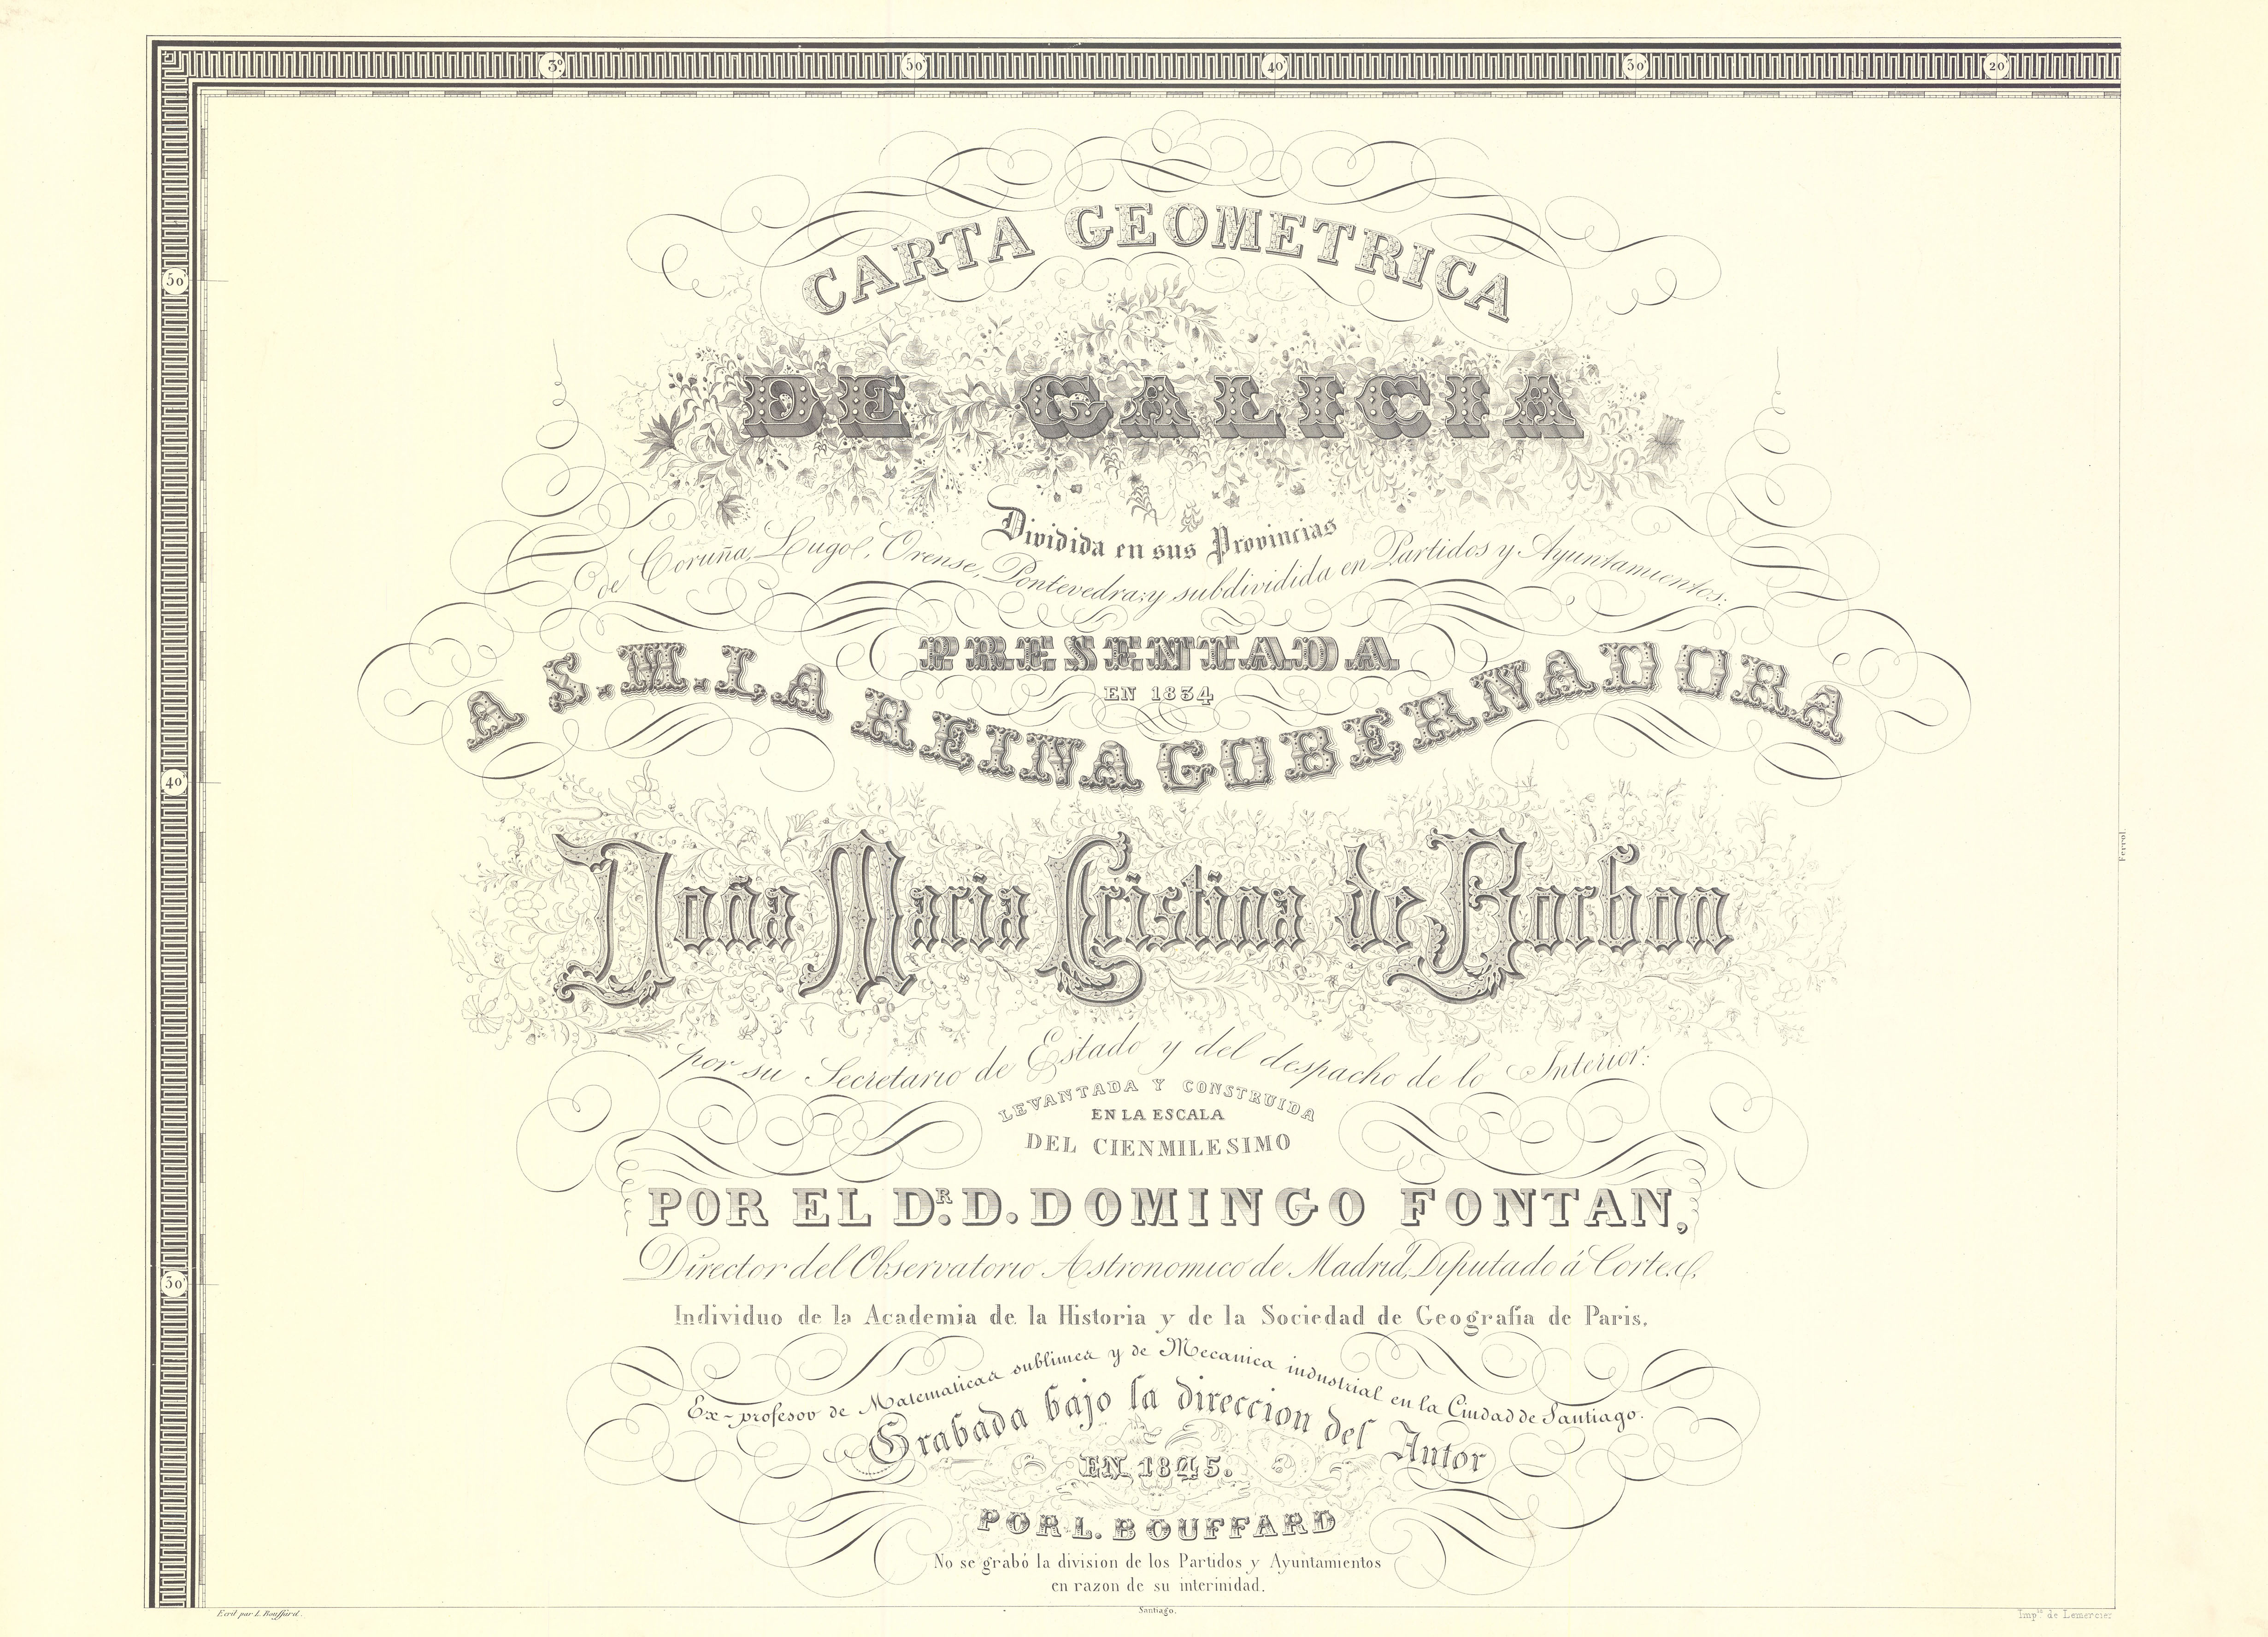 3º
50'
40'
30'
20'
50'
40'
30'
CARTA GEOMETRICA
DE GALICIA
Dividida en sus Provincias
de Coruña, Lugo, Orense, Pontevedra; y subdividida en Partidos y Ayuntamientos:
PRESENTADA
EN 1834
A S. M. LA REINA GOBERNADORA
Doña Maria Cristina de Borbon
por su Secretario de Estado y del despacho de lo Interior:
LEVANTADA Y CONSTRUIDA
EN LA ESCALA
DEL CIENMILESIMO
POR EL DR. D. DOMINGO FONTAN,
Director del Observatorio Astronomico de Madrid, Diputado á Cortes,
Individuo de la Academia de la Historia y de la Sociedad de Geografia de Paris.
Ex-profesor de Matematicas sublimes y de Mecanica industrial en la Ciudad de Santiago.
Grabada bajo la direccion del Autor
EN 1845.
POR L. BOUFFARD
No se grabó la division de los Partidos y Ayuntamientos
en razon de su interinidad.
Ferrol.
Ecrit par L. Bouffard.
Santiago.
Impie de Lemercier